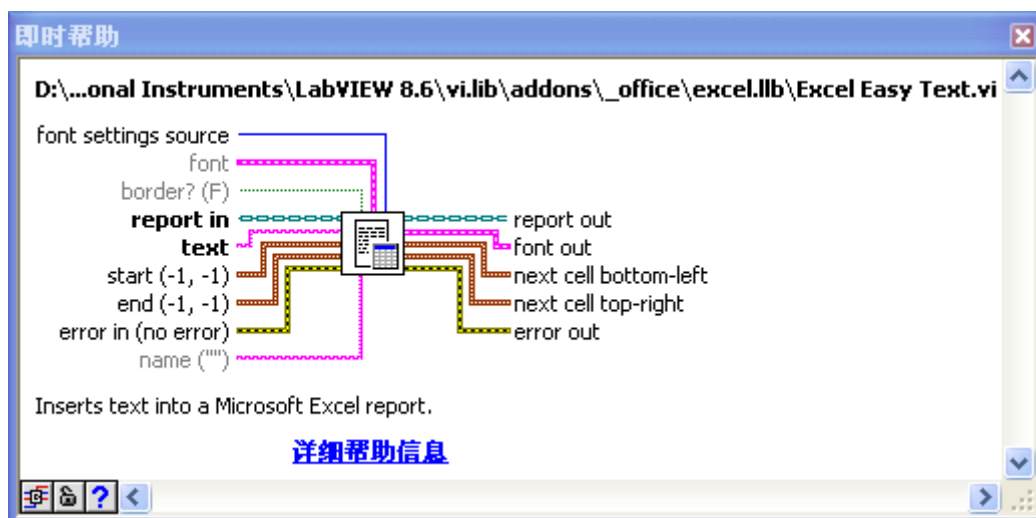 即时帮助
D:\...onal Instruments\LabVIEW 8.6\vi.lib\addons\_office\excel.llb\Excel Easy Text.vi
font settings source
font
border? (F)
report in
report out
text
font out
start (-1, -1)
next cell bottom-left
end (-1, -1)
next cell top-right
error in (no error)
error out
name ("")
Inserts text into a Microsoft Excel report.
详细帮助信息
?